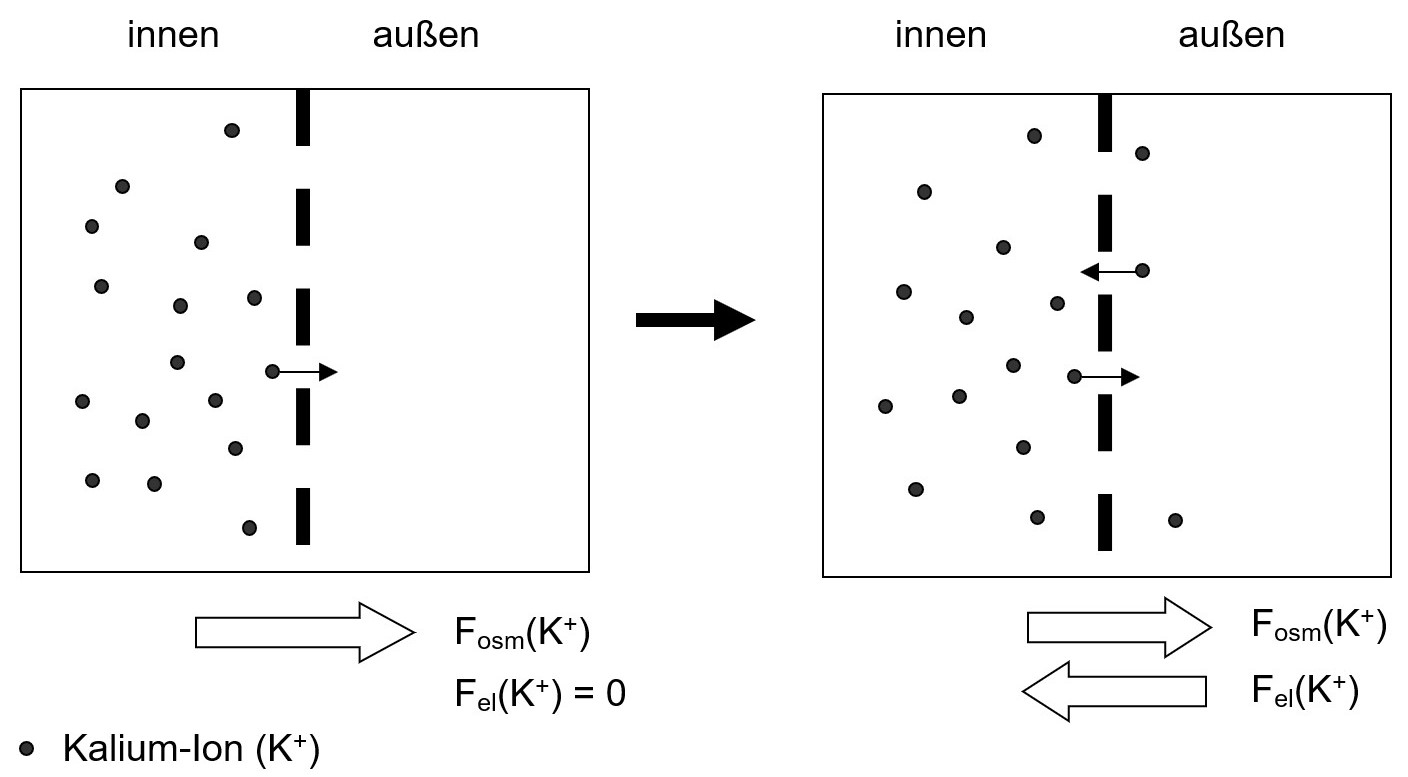 innen
außen
innen
außen
Fosm(K+)
Fel(K+) = 0
Fosm(K+)
Fel(K+)
Kalium-Ion (K+)